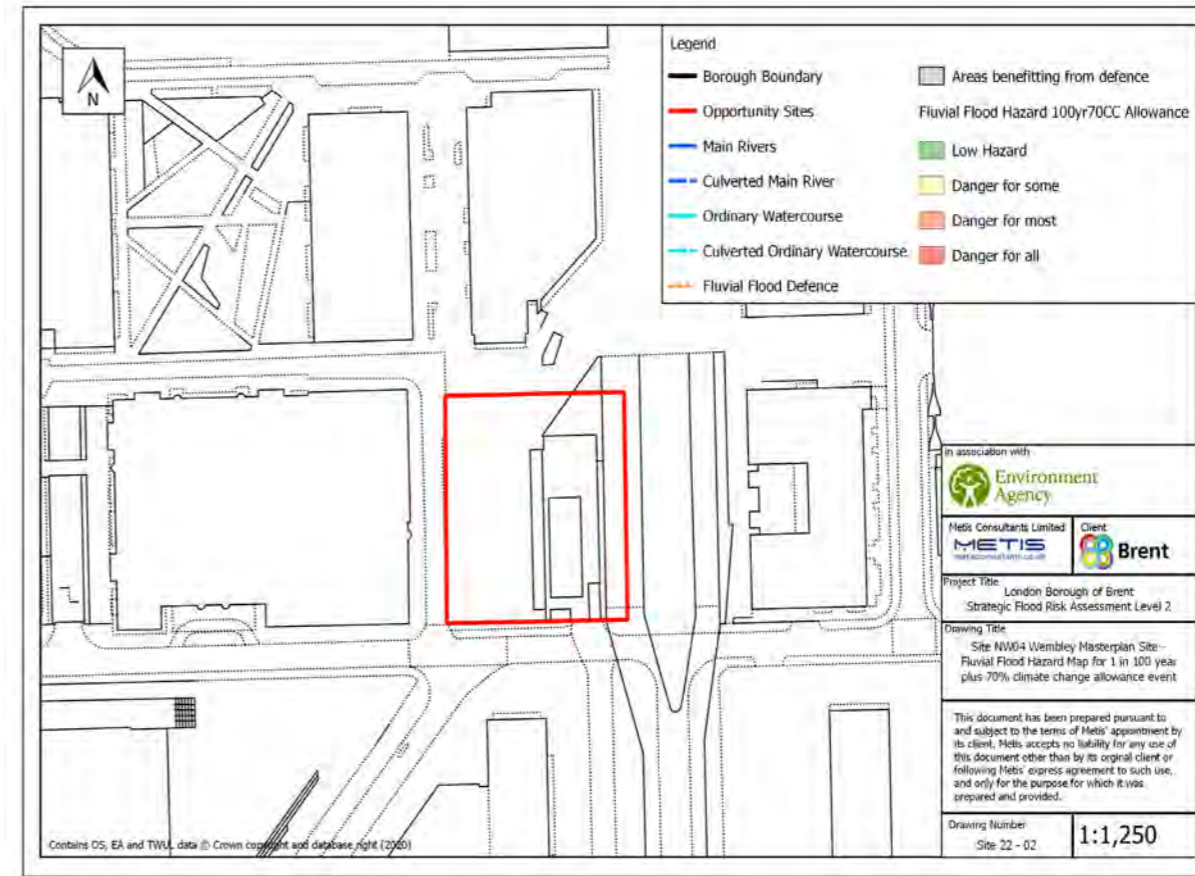 N
Legend
Borough Boundary
Opportunity Sites
Main Rivers
Culverted Main River
Ordinary Watercourse
Culverted Ordinary Watercourse
Fluvial Flood Defence
Areas benefitting from defence
Fluvial Flood Hazard 100yr70CC Allowance
Low Hazard
Danger for some
Danger for most
Danger for all
in association with
Environment
Agency
Metis Consultants Limited
METIS
metisconsultants.co.uk
Client
Brent
Project Title
London Borough of Brent
Strategic Flood Risk Assessment Level 2
Drawing Title
Site NW04 Wembley Masterplan Site -
Fluvial Flood Hazard Map for 1 in 100 year
plus 70% climate change allowance event
This document has been prepared pursuant to
and subject to the terms of Metis' appointment by
its client. Metis accepts no liability for any use of
this document other than by its orginal client or
following Metis' express agreement to such use,
and only for the purpose for which it was
prepared and provided.
Drawing Number
Site 22 - 02
1:1,250
Contains OS, EA and TWUL data © Crown copyright and database right (2020)